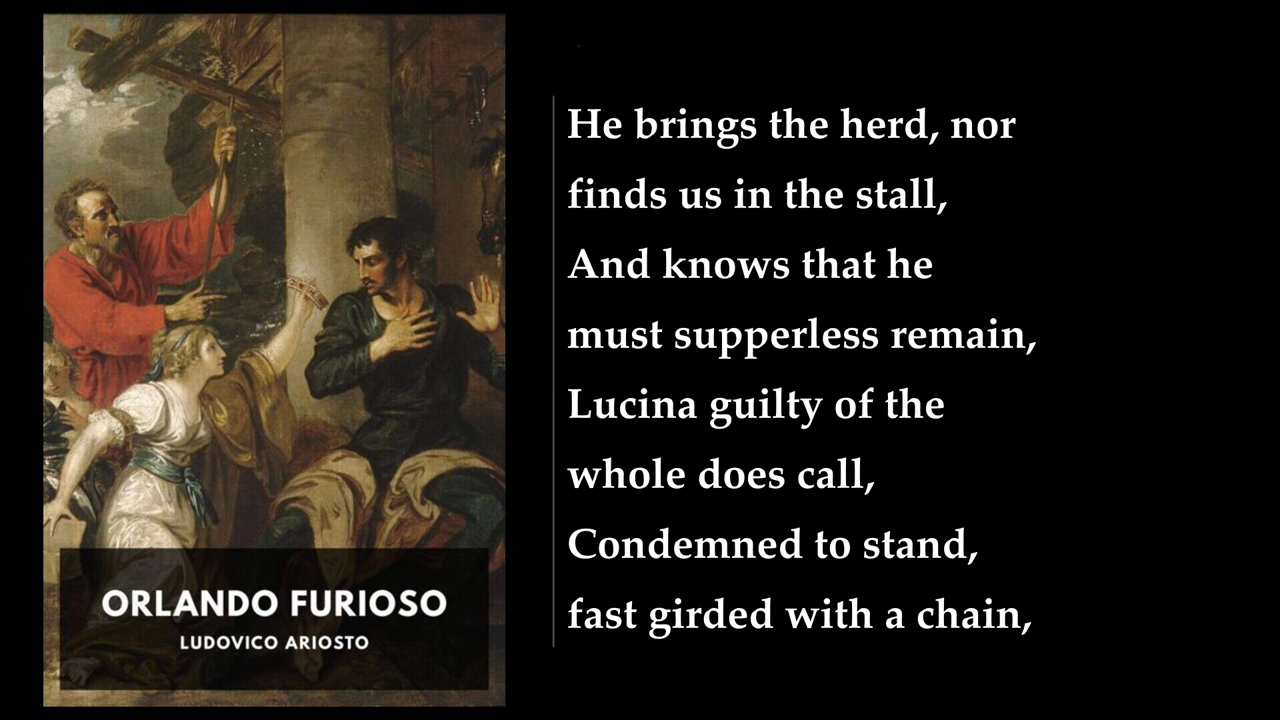 ORLANDO FURIOSO
LUDOVICO ARIOSTO
He brings the herd, nor
finds us in the stall,
And knows that he
must supperless remain,
Lucina guilty of the
whole does call,
Condemned to stand,
fast girded with a chain,